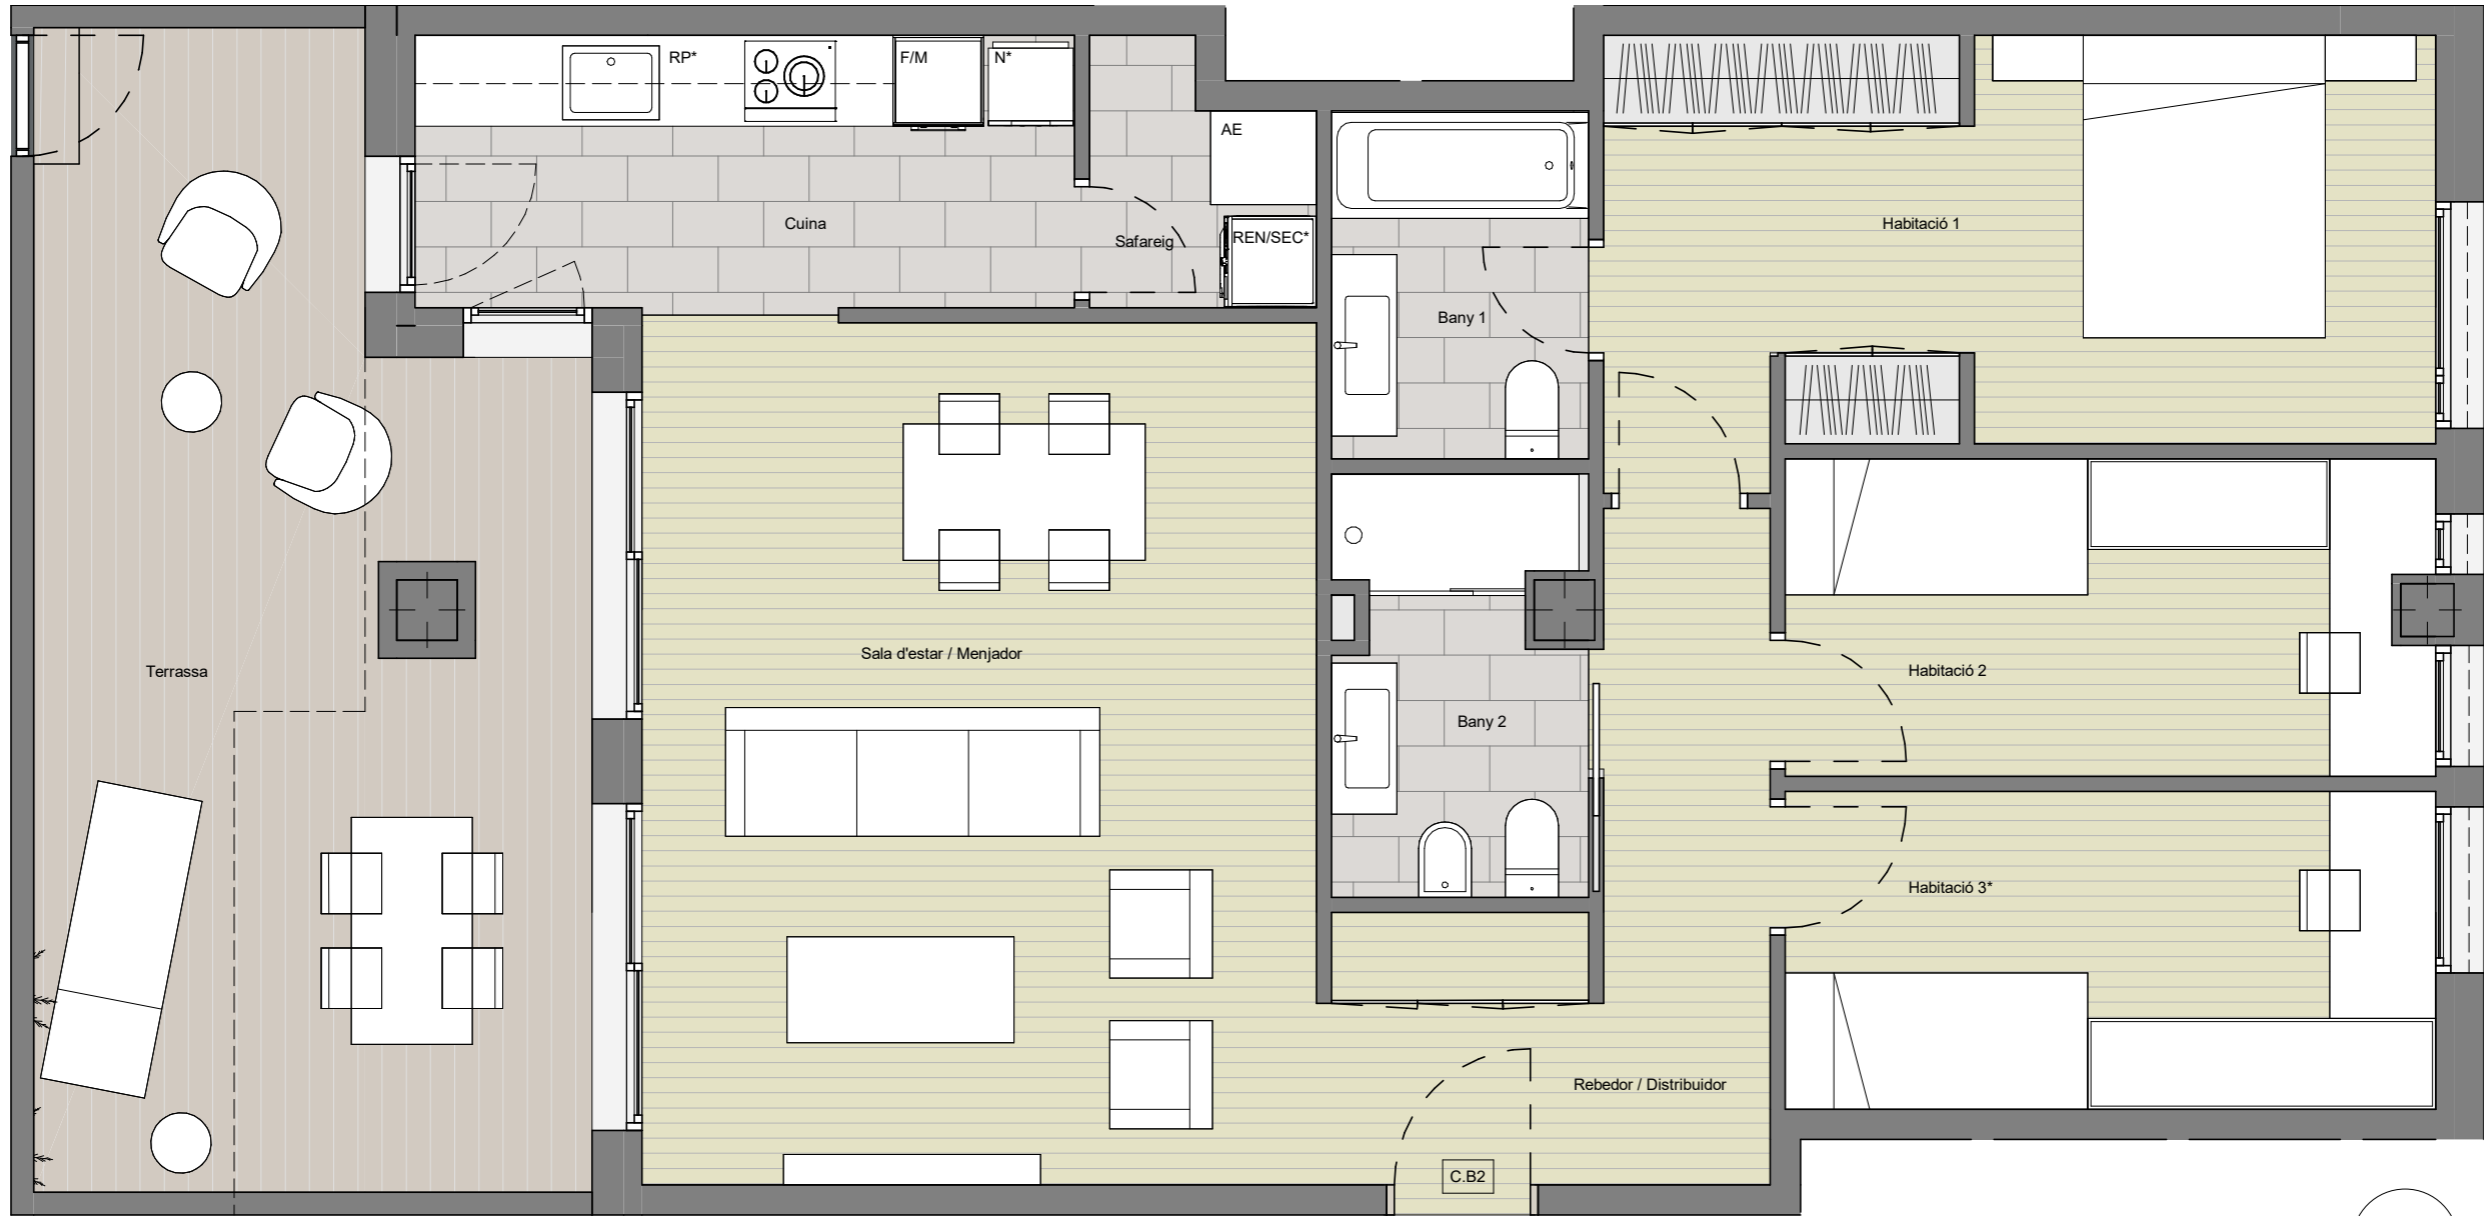 RP*
F/M
N*
AE
Cuina
Safareig
REN/SEC*
Habitació 1
Bany 1
Sala d'estar / Menjador
Terrassa
Habitació 2
Bany 2
Habitació 3*
Rebedor / Distribuidor
C.B2